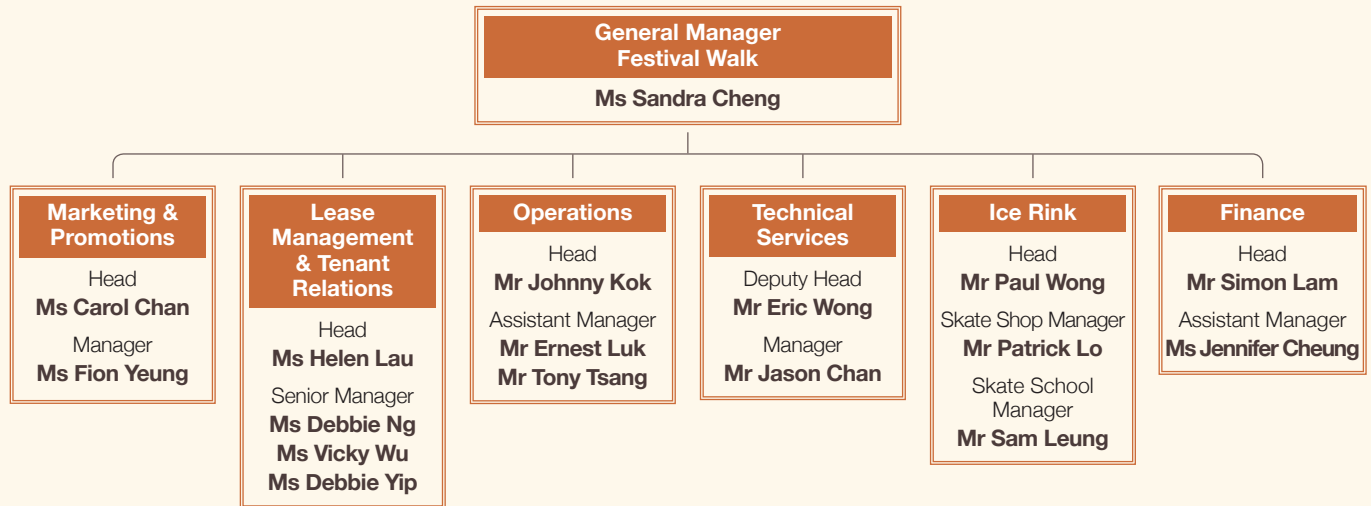 General Manager
Festival Walk
Ms Sandra Cheng
Marketing &
Promotions
Head
Ms Carol Chan
Manager
Ms Fion Yeung
Lease
Management
& Tenant
Relations
Head
Ms Helen Lau
Senior Manager
Ms Debbie Ng
Ms Vicky Wu
Ms Debbie Yip
Operations
Head
Mr Johnny Kok
Assistant Manager
Mr Ernest Luk
Mr Tony Tsang
Technical
Services
Deputy Head
Mr Eric Wong
Manager
Mr Jason Chan
Ice Rink
Head
Mr Paul Wong
Skate Shop Manager
Mr Patrick Lo
Skate School
Manager
Mr Sam Leung
Finance
Head
Mr Simon Lam
Assistant Manager
Ms Jennifer Cheung